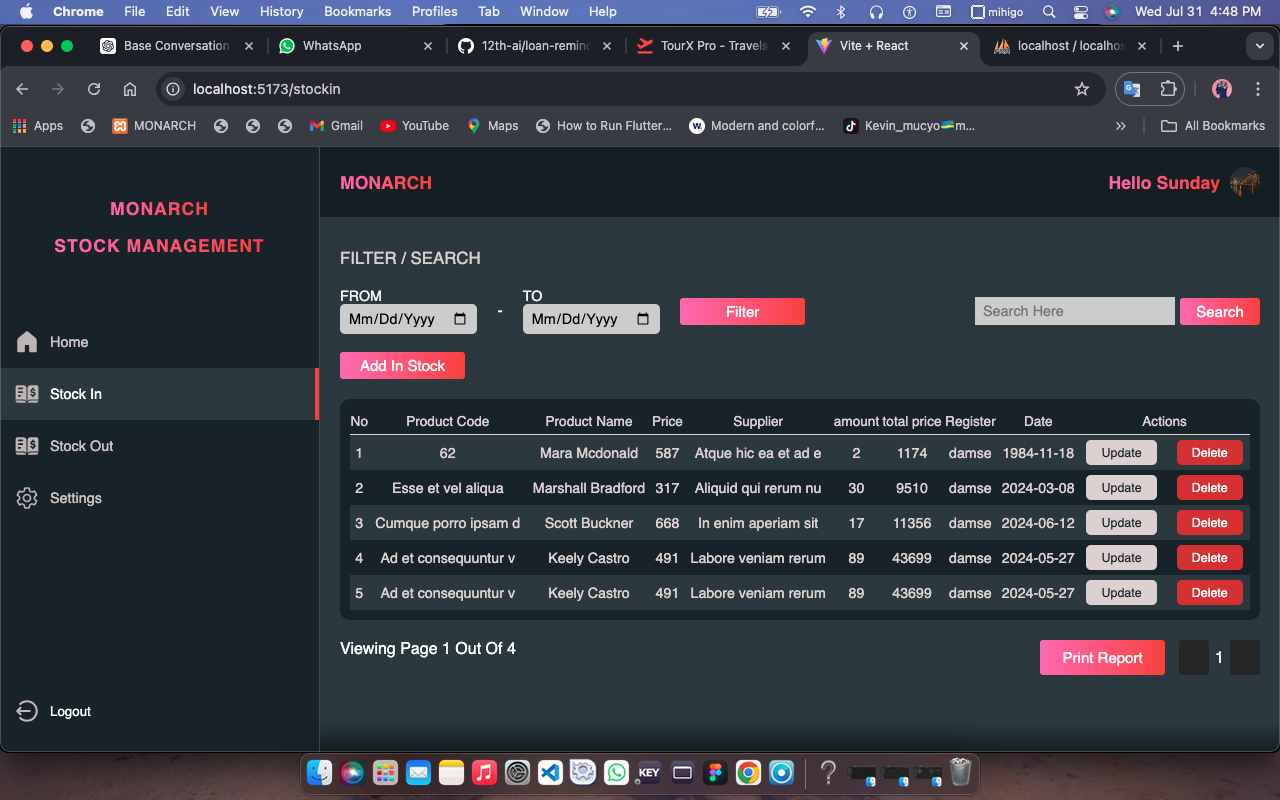 Chrome File Edit View History Bookmarks Profiles Tab Window Help mihigo Wed Jul 31 4:48 PM
Base Conversation WhatsApp 12th-ai/loan-remin TourX Pro - Travels Vite + React localhost / localhos
localhost:5173/stockin
Apps MONARCH Gmail YouTube Maps How to Run Flutter... Modern and colorf... Kevin_mucyo🇷🇼m... » All Bookmarks
MONARCH
STOCK MANAGEMENT
Home
Stock In
Stock Out
Settings
Logout
MONARCH Hello Sunday
FILTER / SEARCH
FROM TO
Mm/Dd/Yyyy - Mm/Dd/Yyyy Filter Search Here Search
Add In Stock
No Product Code Product Name Price Supplier amount total price Register Date Actions
1 62 Mara Mcdonald 587 Atque hic ea et ad e 2 1174 damse 1984-11-18 Update Delete
2 Esse et vel aliqua Marshall Bradford 317 Aliquid qui rerum nu 30 9510 damse 2024-03-08 Update Delete
3 Cumque porro ipsam d Scott Buckner 668 In enim aperiam sit 17 11356 damse 2024-06-12 Update Delete
4 Ad et consequuntur v Keely Castro 491 Labore veniam rerum 89 43699 damse 2024-05-27 Update Delete
5 Ad et consequuntur v Keely Castro 491 Labore veniam rerum 89 43699 damse 2024-05-27 Update Delete
Viewing Page 1 Out Of 4 Print Report 1
KEY